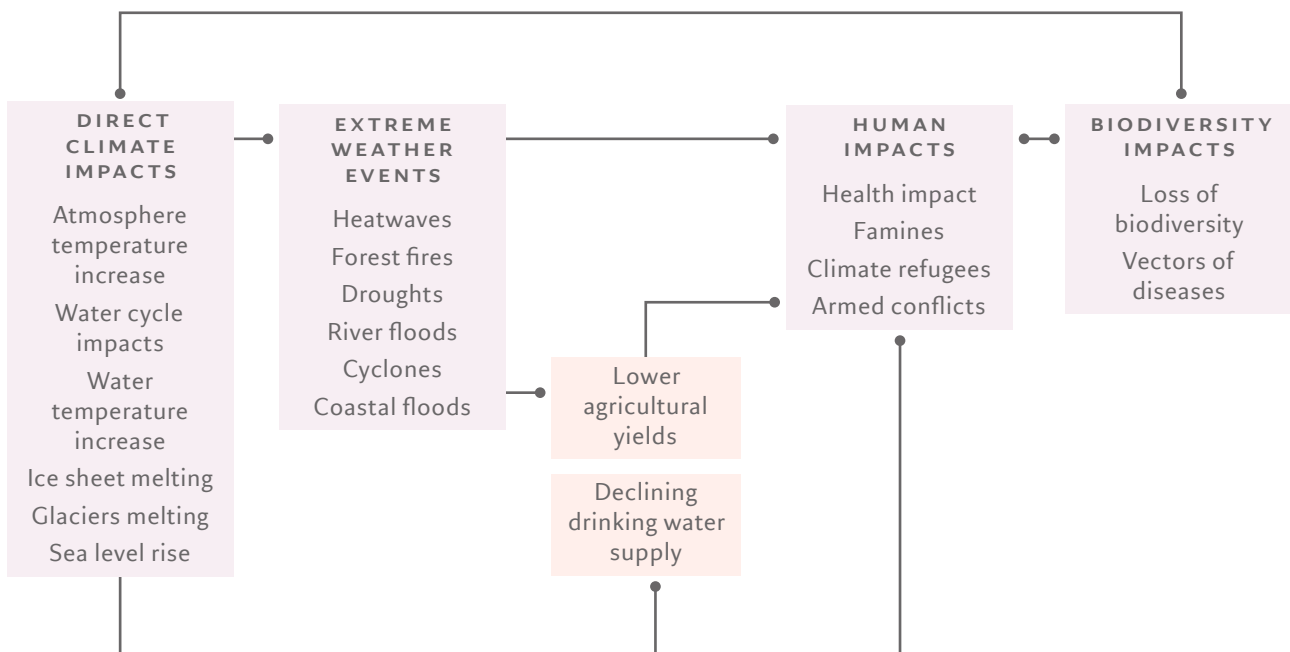 DIRECT
CLIMATE
IMPACTS
Atmosphere
temperature
increase
Water cycle
impacts
Water
temperature
increase
Ice sheet melting
Glaciers melting
Sea level rise
EXTREME
WEATHER
EVENTS
Heatwaves
Forest fires
Droughts
River floods
Cyclones
Coastal floods
Lower
agricultural
yields
Declining
drinking water
supply
HUMAN
IMPACTS
Health impact
Famines
Climate refugees
Armed conflicts
BIODIVERSITY
IMPACTS
Loss of
biodiversity
Vectors of
diseases